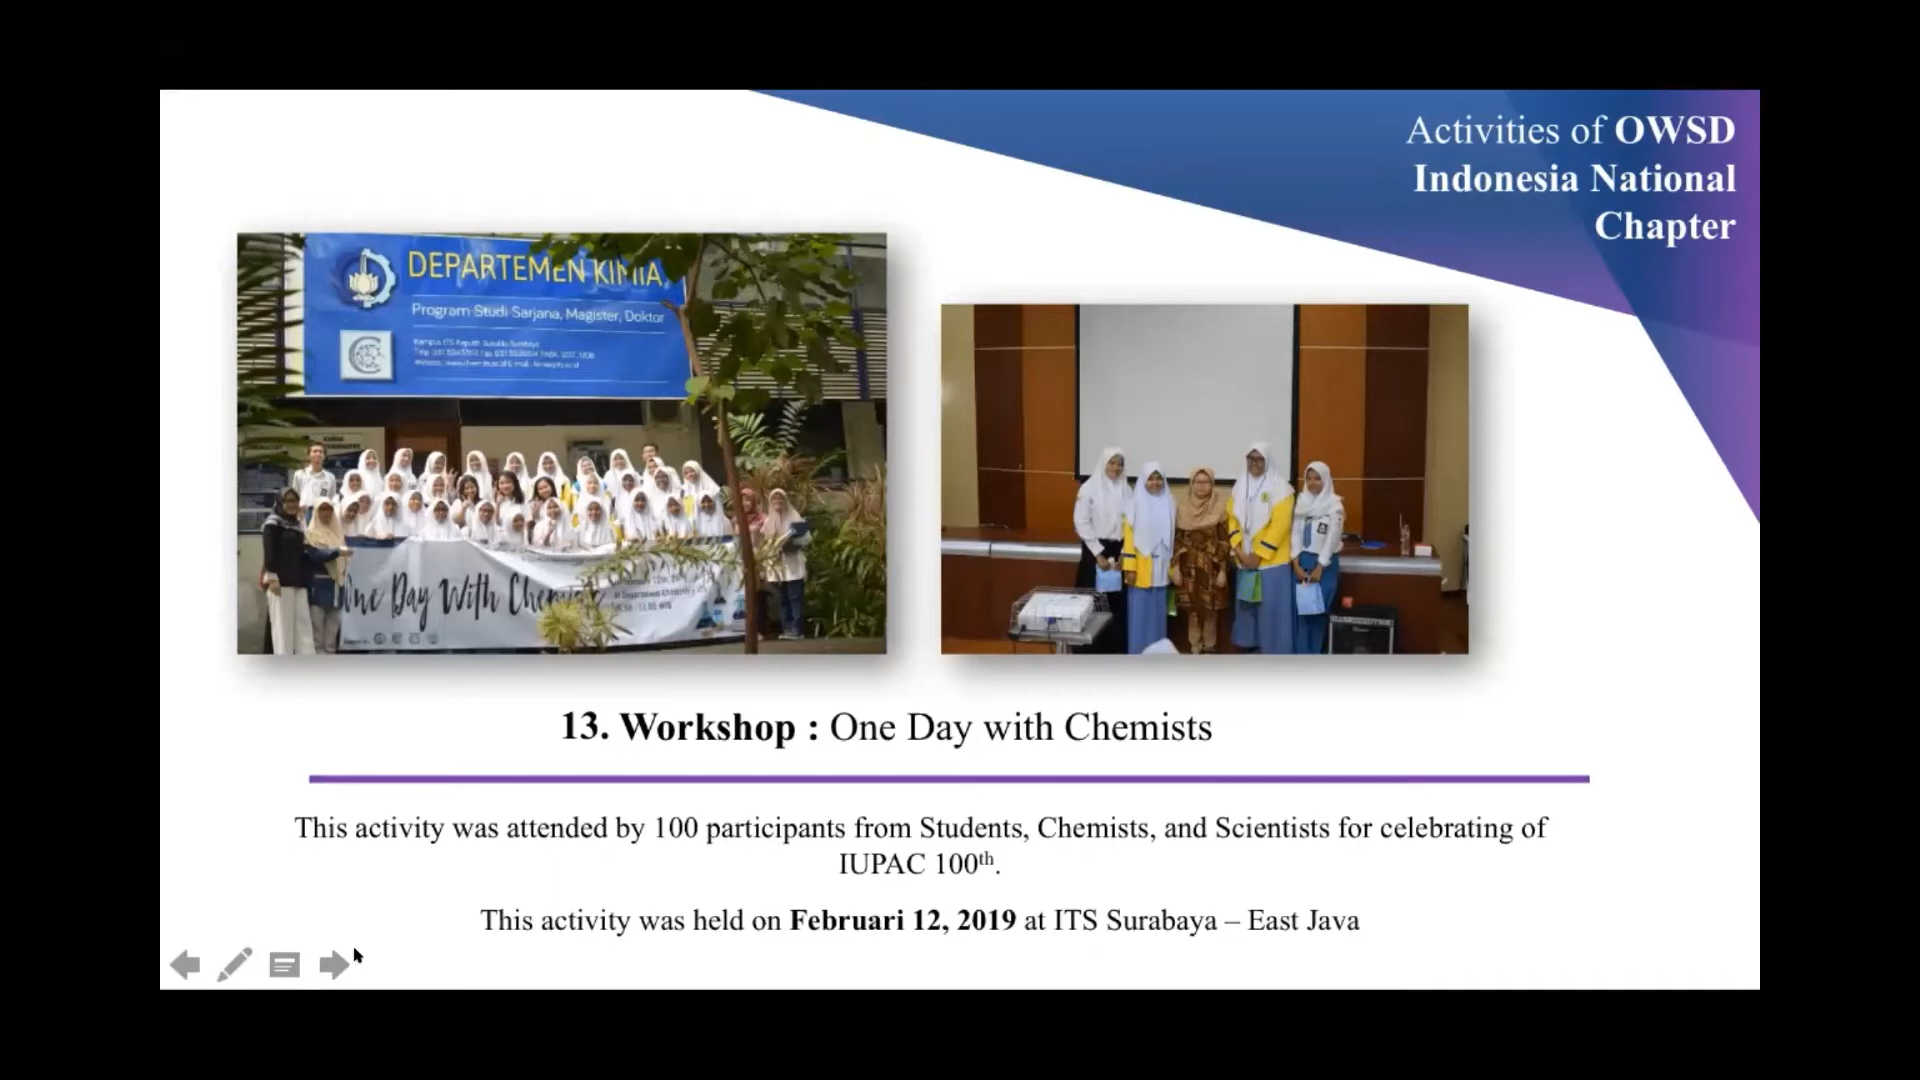 Activities of OWSD
Indonesia National
Chapter
DEPARTEMEN KIMIA
Program Studi Sarjana, Magister, Doktor
One Day With
13. Workshop : One Day with Chemists
This activity was attended by 100 participants from Students, Chemists, and Scientists for celebrating of
IUPAC 100th.
This activity was held on Februari 12, 2019 at ITS Surabaya – East Java